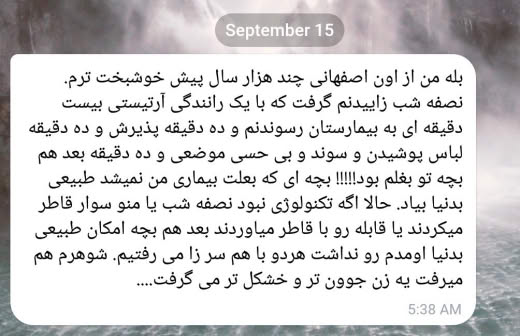 September 15
بله من از اون اصفهانی چند هزار سال پیش خوشبخت ترم.
نصفه شب زاییدنم گرفت که با یک رانندگی آرتیستی بیست
دقیقه ای به بیمارستان رسوندنم و ده دقیقه پذیرش و ده دقیقه
لباس پوشیدن و سوند و بی حسی موضعی و ده دقیقه بعد هم
بچه تو بغلم بود!!!!! بچه ای که بعلت بیماری من نمیشد طبیعی
بدنیا بیاد. حالا اگه تکنولوژی نبود نصفه شب یا منو سوار قاطر
میکردند یا قابله رو با قاطر میاوردند بعد هم بچه امکان طبیعی
بدنیا اومدم رو نداشت هردو با هم سر زا می رفتیم. شوهرم هم
میرفت یه زن جوون تر و خشکل تر می گرفت....
5:38 AM